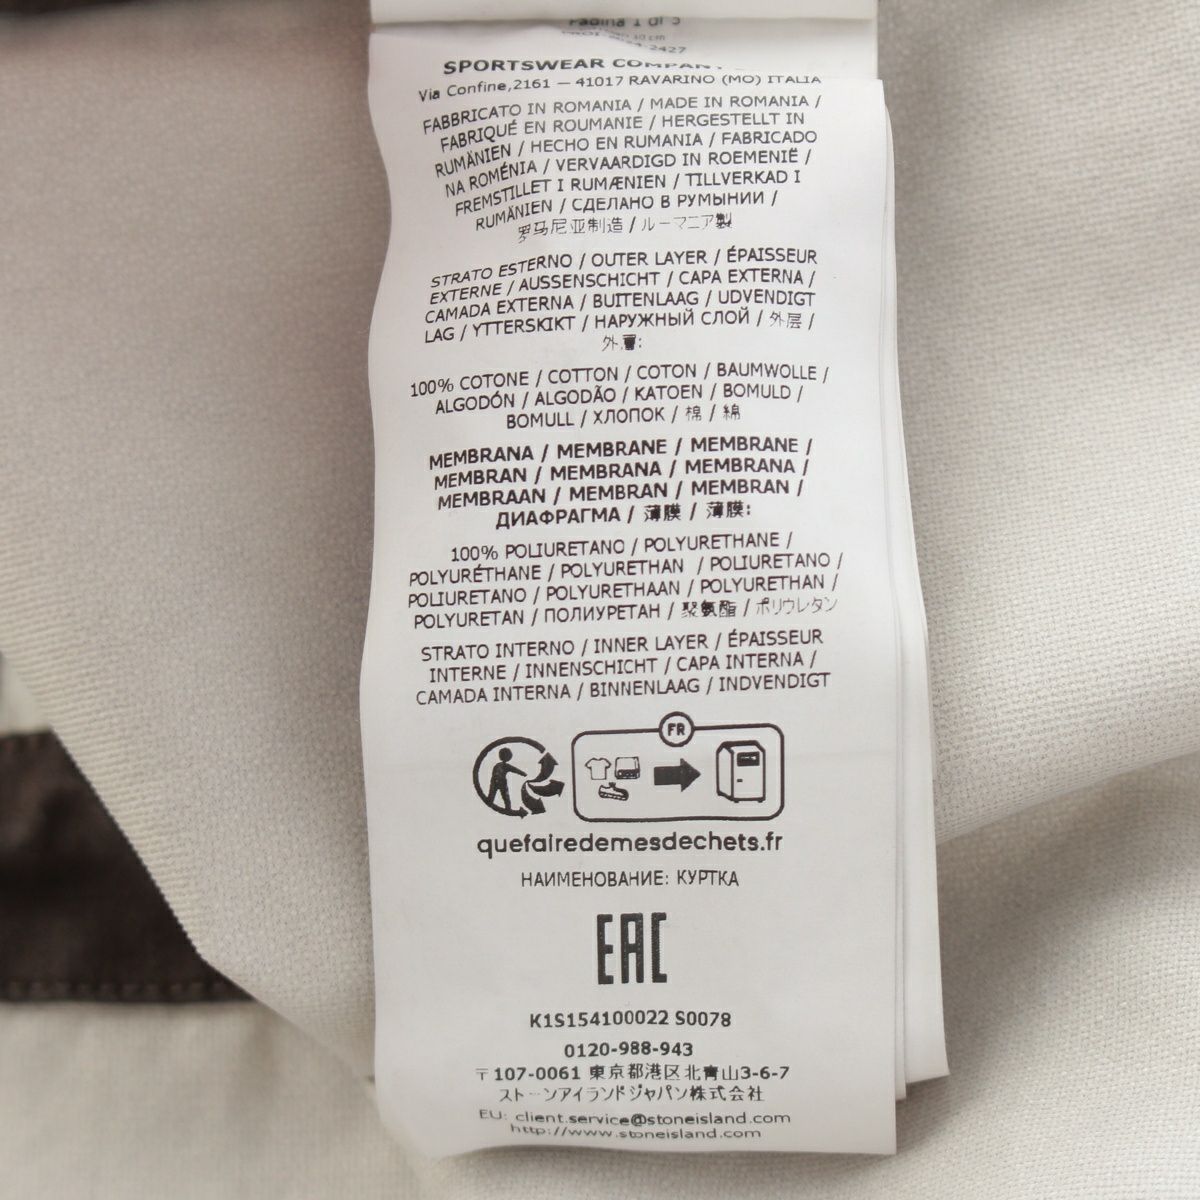 Pagina 1 di 5
SPORTSWEAR COMPANY
Via Confine,2161 — 41017 RAVARINO (MO) ITALIA
FABBRICATO IN ROMANIA / MADE IN ROMANIA /
FABRIQUÉ EN ROUMANIE / HERGESTELLT IN
RUMÄNIEN / HECHO EN RUMANIA / FABRICADO
NA ROMÉNIA / VERVAARDIGD IN ROEMENIË /
FREMSTILLET I RUMÆNIEN / TILLVERKAD I
RUMÄNIEN / СДЕЛАНО В РУМЫНИИ /
罗马尼亚制造 / ルーマニア製
STRATO ESTERNO / OUTER LAYER / ÉPAISSEUR
EXTERNE / AUSSENSCHICHT / CAPA EXTERNA /
CAMADA EXTERNA / BUITENLAAG / UDVENDIGT
LAG / YTTERSKIKT / НАРУЖНЫЙ СЛОЙ / 外层 /
外層:
100% COTONE / COTTON / COTON / BAUMWOLLE /
ALGODÓN / ALGODÃO / KATOEN / BOMULD /
BOMULL / ХЛОПОК / 棉 / 綿
MEMBRANA / MEMBRANE / MEMBRANE /
MEMBRAN / MEMBRANA / MEMBRANA /
MEMBRAAN / MEMBRAN / MEMBRAN /
ДИАФРАГМА / 薄膜 / 薄膜:
100% POLIURETANO / POLYURETHANE /
POLYURÉTHANE / POLYURETHAN / POLIURETANO /
POLIURETANO / POLYURETHAAN / POLYURETHAN /
POLYURETAN / ПОЛИУРЕТАН / 聚氨酯 / ポリウレタン
STRATO INTERNO / INNER LAYER / ÉPAISSEUR
INTERNE / INNENSCHICHT / CAPA INTERNA /
CAMADA INTERNA / BINNENLAAG / INDVENDIGT
FR
quefairedemesdechets.fr
НАИМЕНОВАНИЕ: КУРТКА
EAC
K1S154100022 S0078
0120-988-943
〒107-0061 東京都港区北青山3-6-7
ストーンアイランドジャパン株式会社
EU: client.service@stoneisland.com
http://www.stoneisland.com